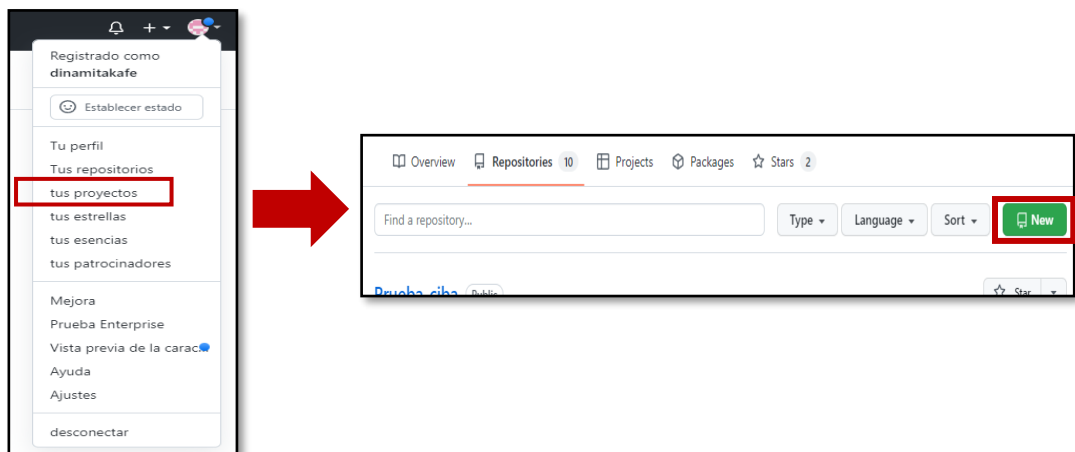 Registrado como
dinamitakafe
Establecer estado
Tu perfil
Tus repositorios
tus proyectos
tus estrellas
tus esencias
tus patrocinadores
Mejora
Prueba Enterprise
Vista previa de la carac
Ayuda
Ajustes
desconectar
Overview Repositories 10 Projects Packages Stars 2
Find a repository... Type Language Sort New
Prueba_ciba Public Star